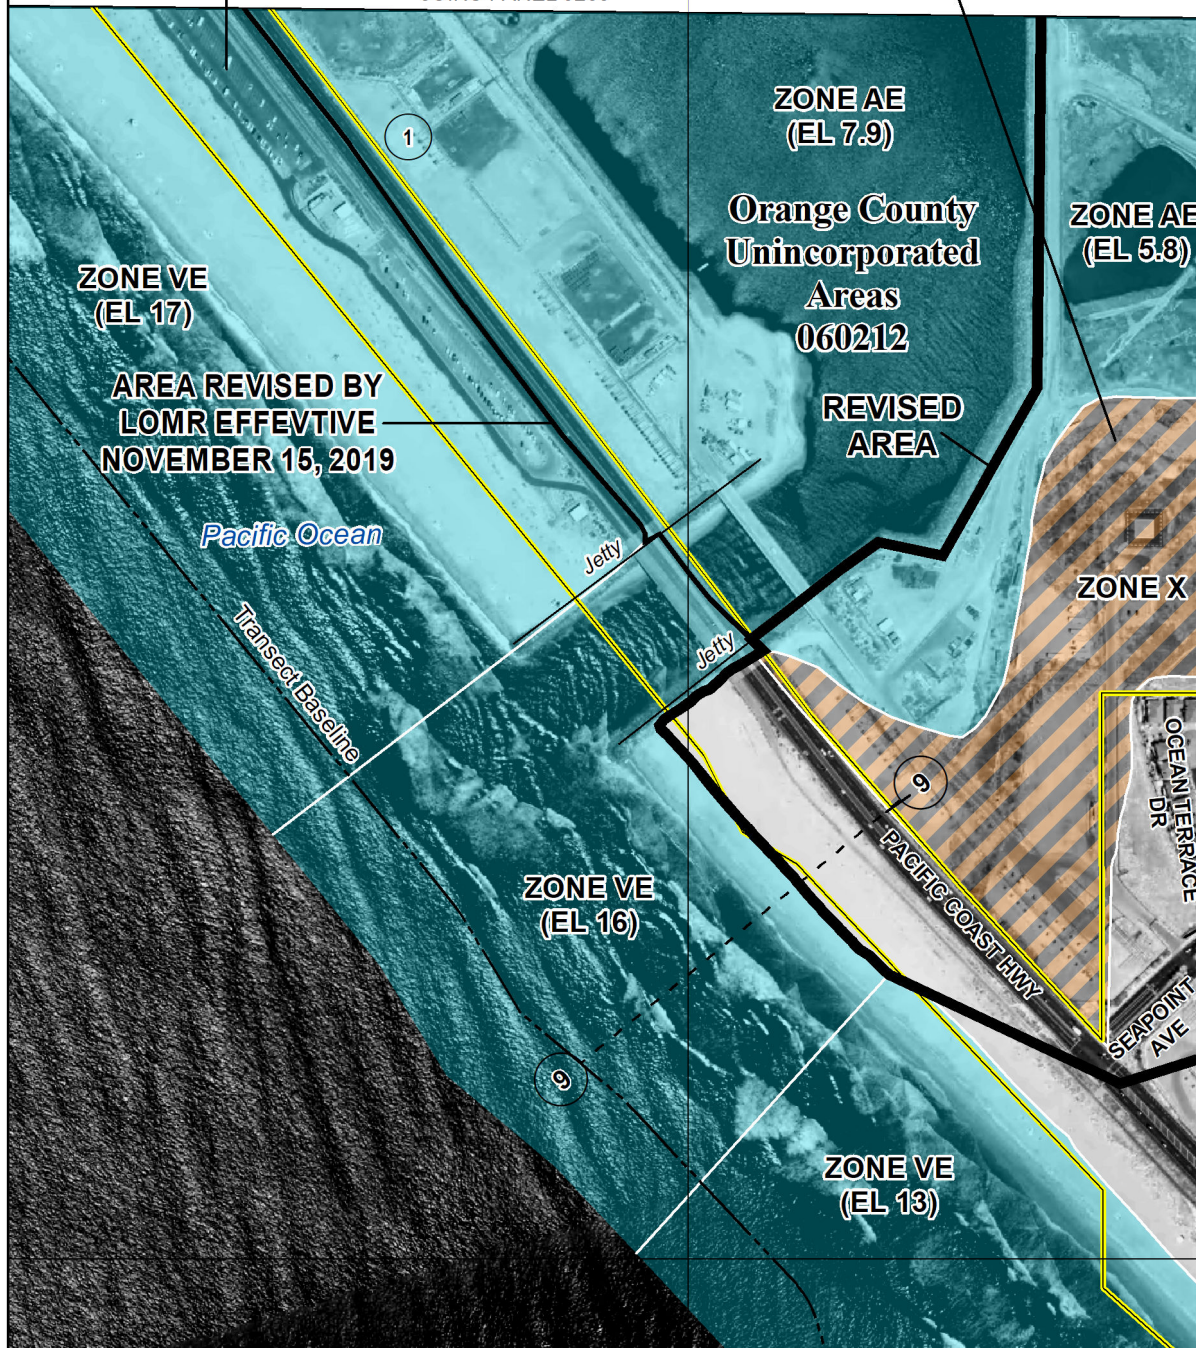 ZONE AE
(EL 7.9)
1
Orange County
Unincorporated
Areas
060212
ZONE AE
(EL 5.8)
ZONE VE
(EL 17)
AREA REVISED BY
LOMR EFFEVTIVE
NOVEMBER 15, 2019
REVISED
AREA
Pacific Ocean
Jetty
ZONE X
Transect Baseline
Jetty
OCEAN TERRACE
DR
9
PACIFIC COAST HWY
ZONE VE
(EL 16)
SEAPOINT
AVE
9
ZONE VE
(EL 13)